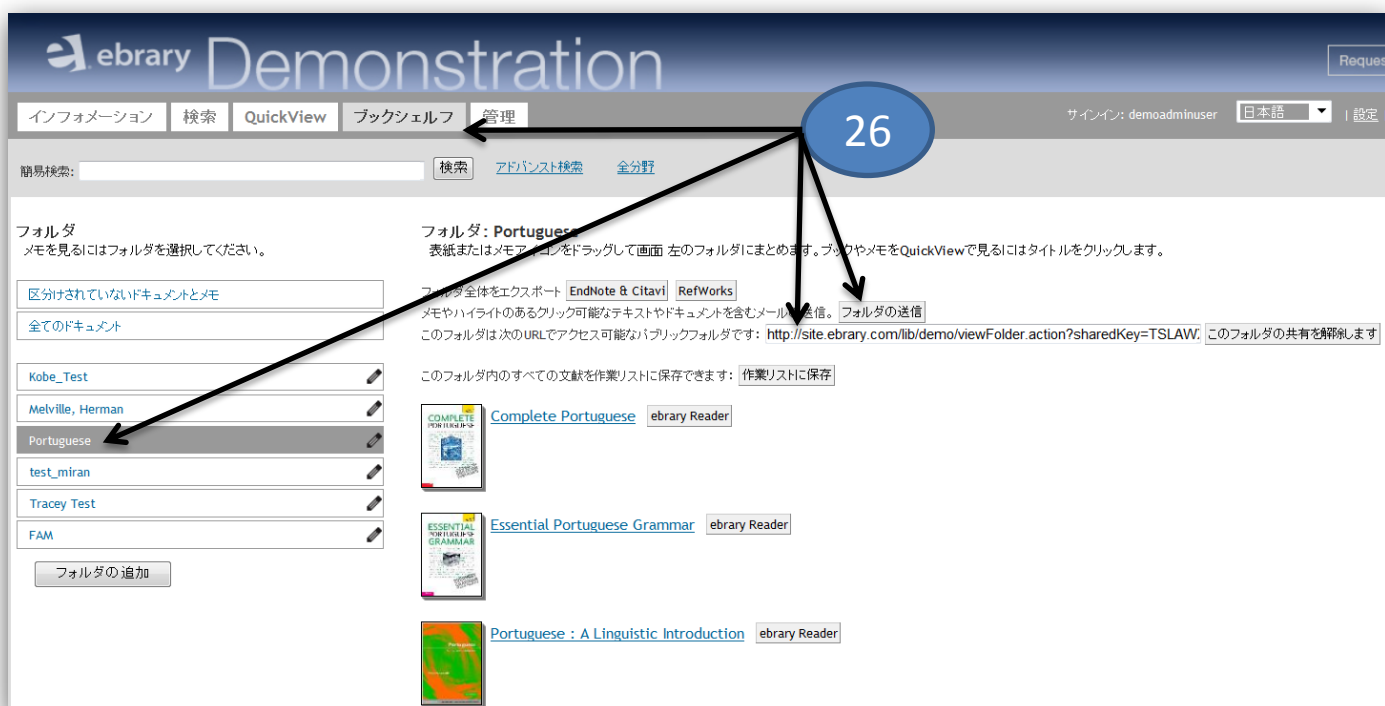 ebrary Demonstration
Reques
インフォメーション 検索 QuickView ブックシェルフ 管理
サインイン: demoadminuser 日本語 | 設定
26
簡易検索: 検索 アドバンスト検索 全分野
フォルダ
メモを見るにはフォルダを選択してください。
区分けされていないドキュメントとメモ
全てのドキュメント
Kobe_Test
Melville, Herman
Portuguese
test_miran
Tracey Test
FAM
フォルダの追加
フォルダ: Portuguese
表紙またはメモアイコンをドラッグして画面 左のフォルダにまとめます。ブックやメモをQuickViewで見るにはタイトルをクリックします。
フォルダ全体をエクスポート EndNote & Citavi RefWorks
メモやハイライトのあるクリック可能なテキストやドキュメントを含むメールの送信。 フォルダの送信
このフォルダは次のURLでアクセス可能なパブリックフォルダです: http://site.ebrary.com/lib/demo/viewFolder.action?sharedKey=TSLAW このフォルダの共有を解除します
このフォルダ内のすべての文献を作業リストに保存できます: 作業リストに保存
COMPLETE
PORTUGUESE
Complete Portuguese ebrary Reader
ESSENTIAL
PORTUGUESE
GRAMMAR
Essential Portuguese Grammar ebrary Reader
Portuguese : A Linguistic Introduction ebrary Reader